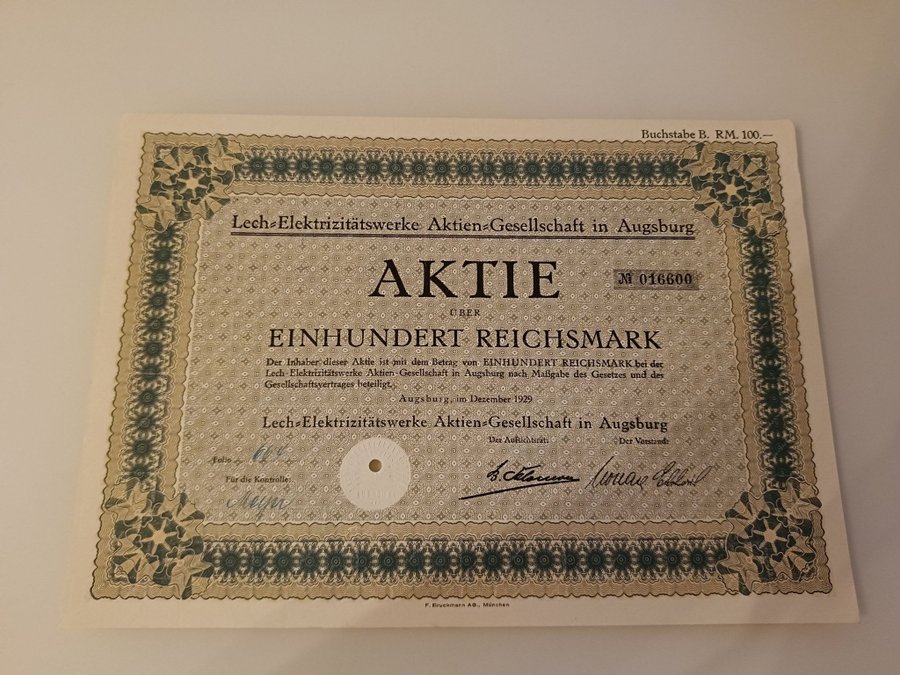 Buchstabe B. RM. 100.—
Lech=Elektrizitätswerke Aktien=Gesellschaft in Augsburg
AKTIE
№ 016600
ÜBER
EINHUNDERT REICHSMARK
Der Inhaber dieser Aktie ist mit dem Betrag von EINHUNDERT REICHSMARK bei der
Lech=Elektrizitätswerke Aktien=Gesellschaft in Augsburg nach Maßgabe des Gesetzes und des
Gesellschaftsvertrages beteiligt.
Augsburg, im Dezember 1929
Lech=Elektrizitätswerke Aktien=Gesellschaft in Augsburg
Der Aufsichtsrat: Der Vorstand:
Folio
Für die Kontrolle:
F. Bruckmann AG., München